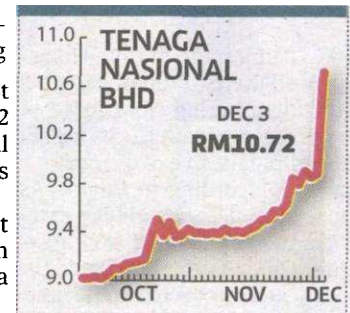 TENAGA
NASIONAL
BHD
DEC 3
RM10.72
11.0
10.6
10.2
9.8
9.4
9.0
OCT NOV DEC
g
t
2
l
s
t
n
a